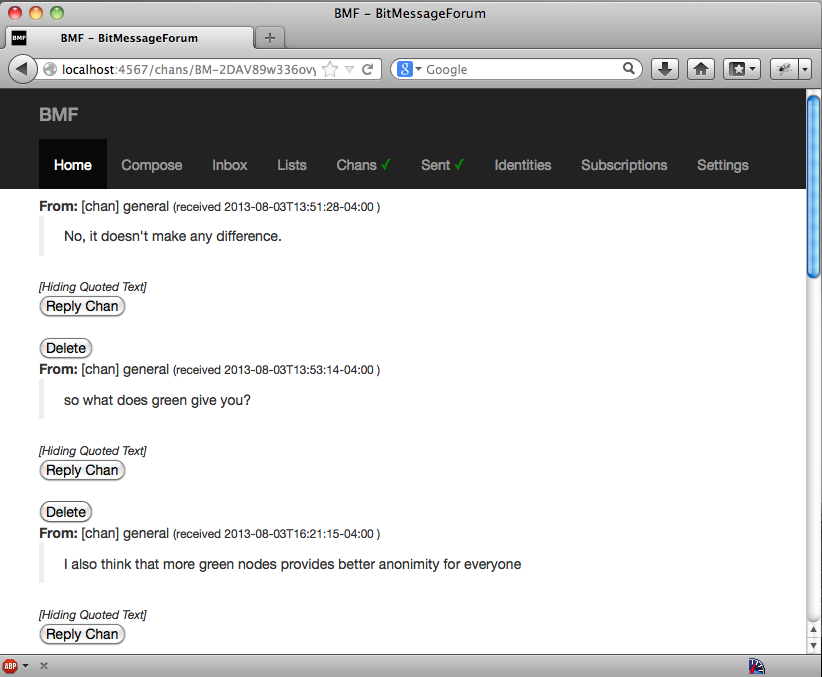 BMF - BitMessageForum
BMF BMF - BitMessageForum
localhost:4567/chans/BM-2DAV89w336ovy 8 Google
BMF
Home Compose Inbox Lists Chans ✓ Sent ✓ Identities Subscriptions Settings
From: [chan] general (received 2013-08-03T13:51:28-04:00 )
No, it doesn't make any difference.
[Hiding Quoted Text]
Reply Chan
Delete
From: [chan] general (received 2013-08-03T13:53:14-04:00 )
so what does green give you?
[Hiding Quoted Text]
Reply Chan
Delete
From: [chan] general (received 2013-08-03T16:21:15-04:00 )
I also think that more green nodes provides better anonimity for everyone
[Hiding Quoted Text]
Reply Chan
ABP